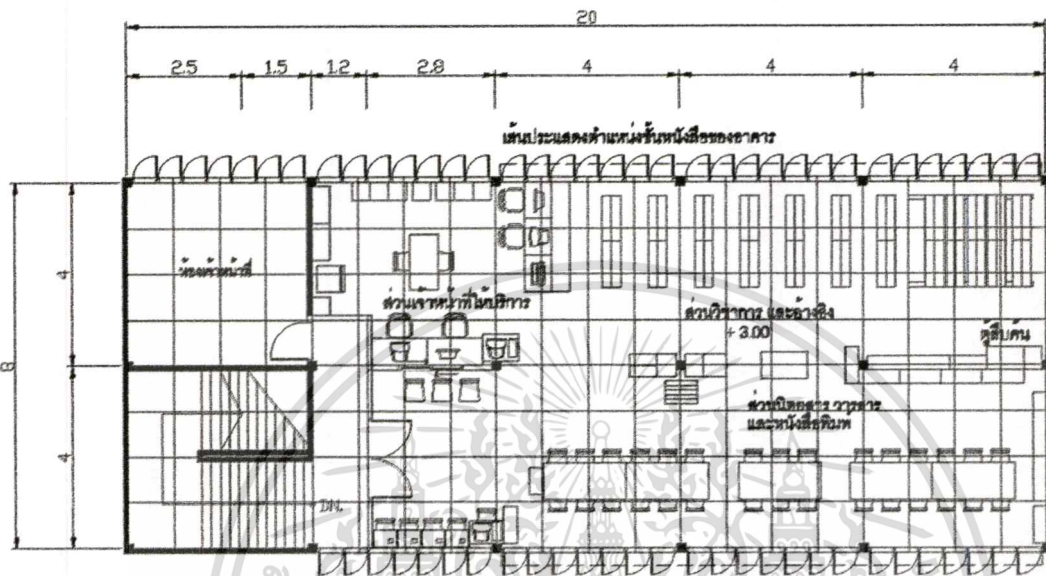 20
2.5 1.5 1.2 2.8 4 4 4
เส้นประแสดงตำแหน่งชั้นหนังสือของอาคาร
8
4
4
ห้องเจ้าหน้าที่
ส่วนเจ้าหน้าที่ให้บริการ
ส่วนวิชาการ และอ้างอิง
+ 3.00
ตู้สืบค้น
ส่วนนิตยสาร วารสาร
และหนังสือพิมพ์
DN.